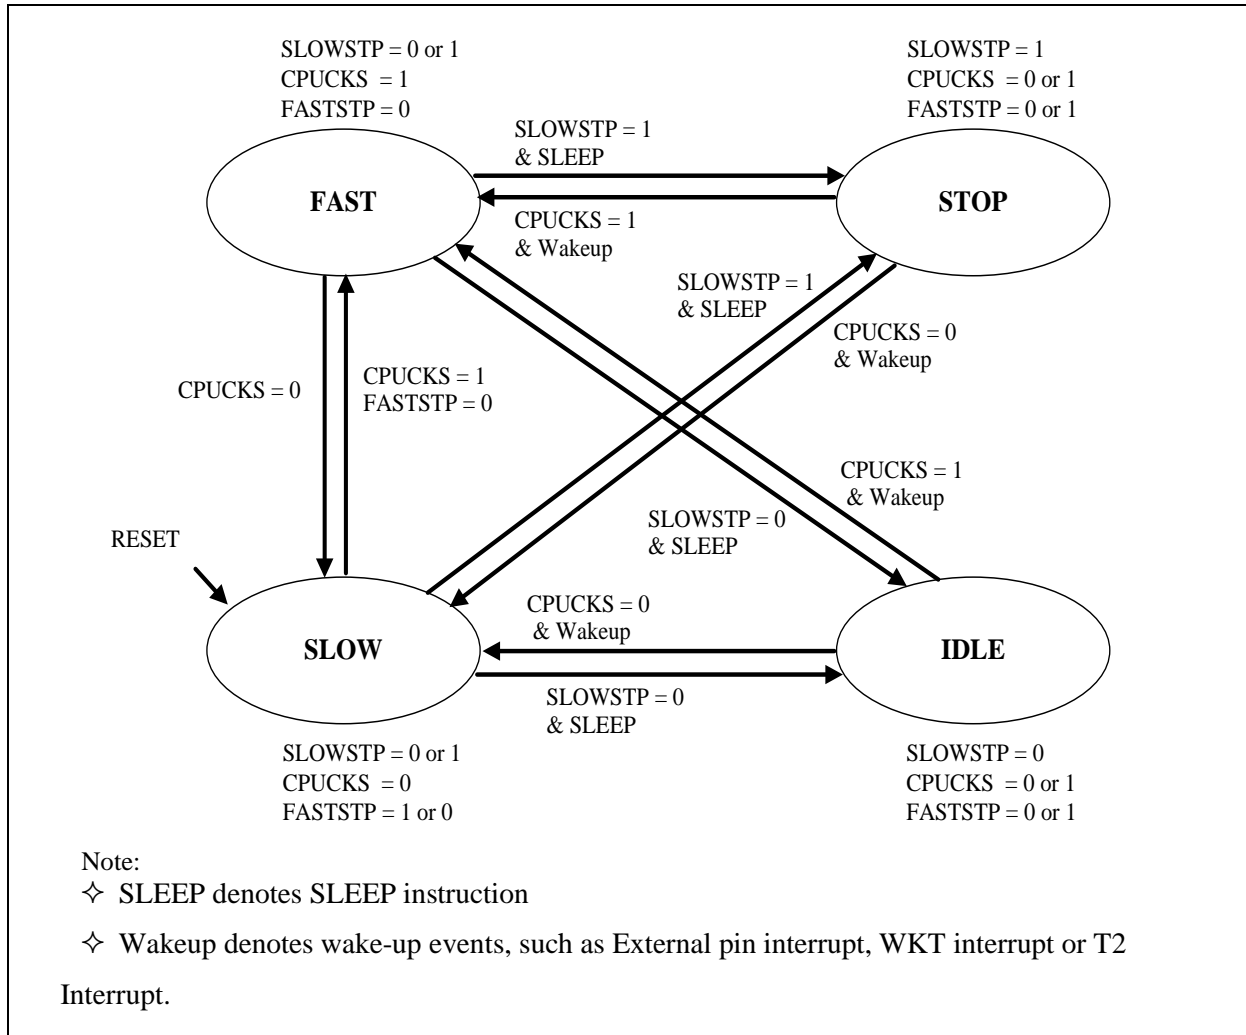 SLOWSTP = 0 or 1
CPUCKS  = 1
FASTSTP = 0
SLOWSTP = 1
CPUCKS  = 0 or 1
FASTSTP = 0 or 1
SLOWSTP = 1
& SLEEP
FAST
STOP
CPUCKS = 1
& Wakeup
SLOWSTP = 1
& SLEEP
CPUCKS = 0
& Wakeup
CPUCKS = 0
CPUCKS = 1
FASTSTP = 0
CPUCKS = 1
& Wakeup
SLOWSTP = 0
& SLEEP
RESET
CPUCKS = 0
& Wakeup
SLOW
IDLE
SLOWSTP = 0
& SLEEP
SLOWSTP = 0 or 1
CPUCKS  = 0
FASTSTP = 1 or 0
SLOWSTP = 0
CPUCKS  = 0 or 1
FASTSTP = 0 or 1
Note:
✧ SLEEP denotes SLEEP instruction
✧ Wakeup denotes wake-up events, such as External pin interrupt, WKT interrupt or T2
Interrupt.